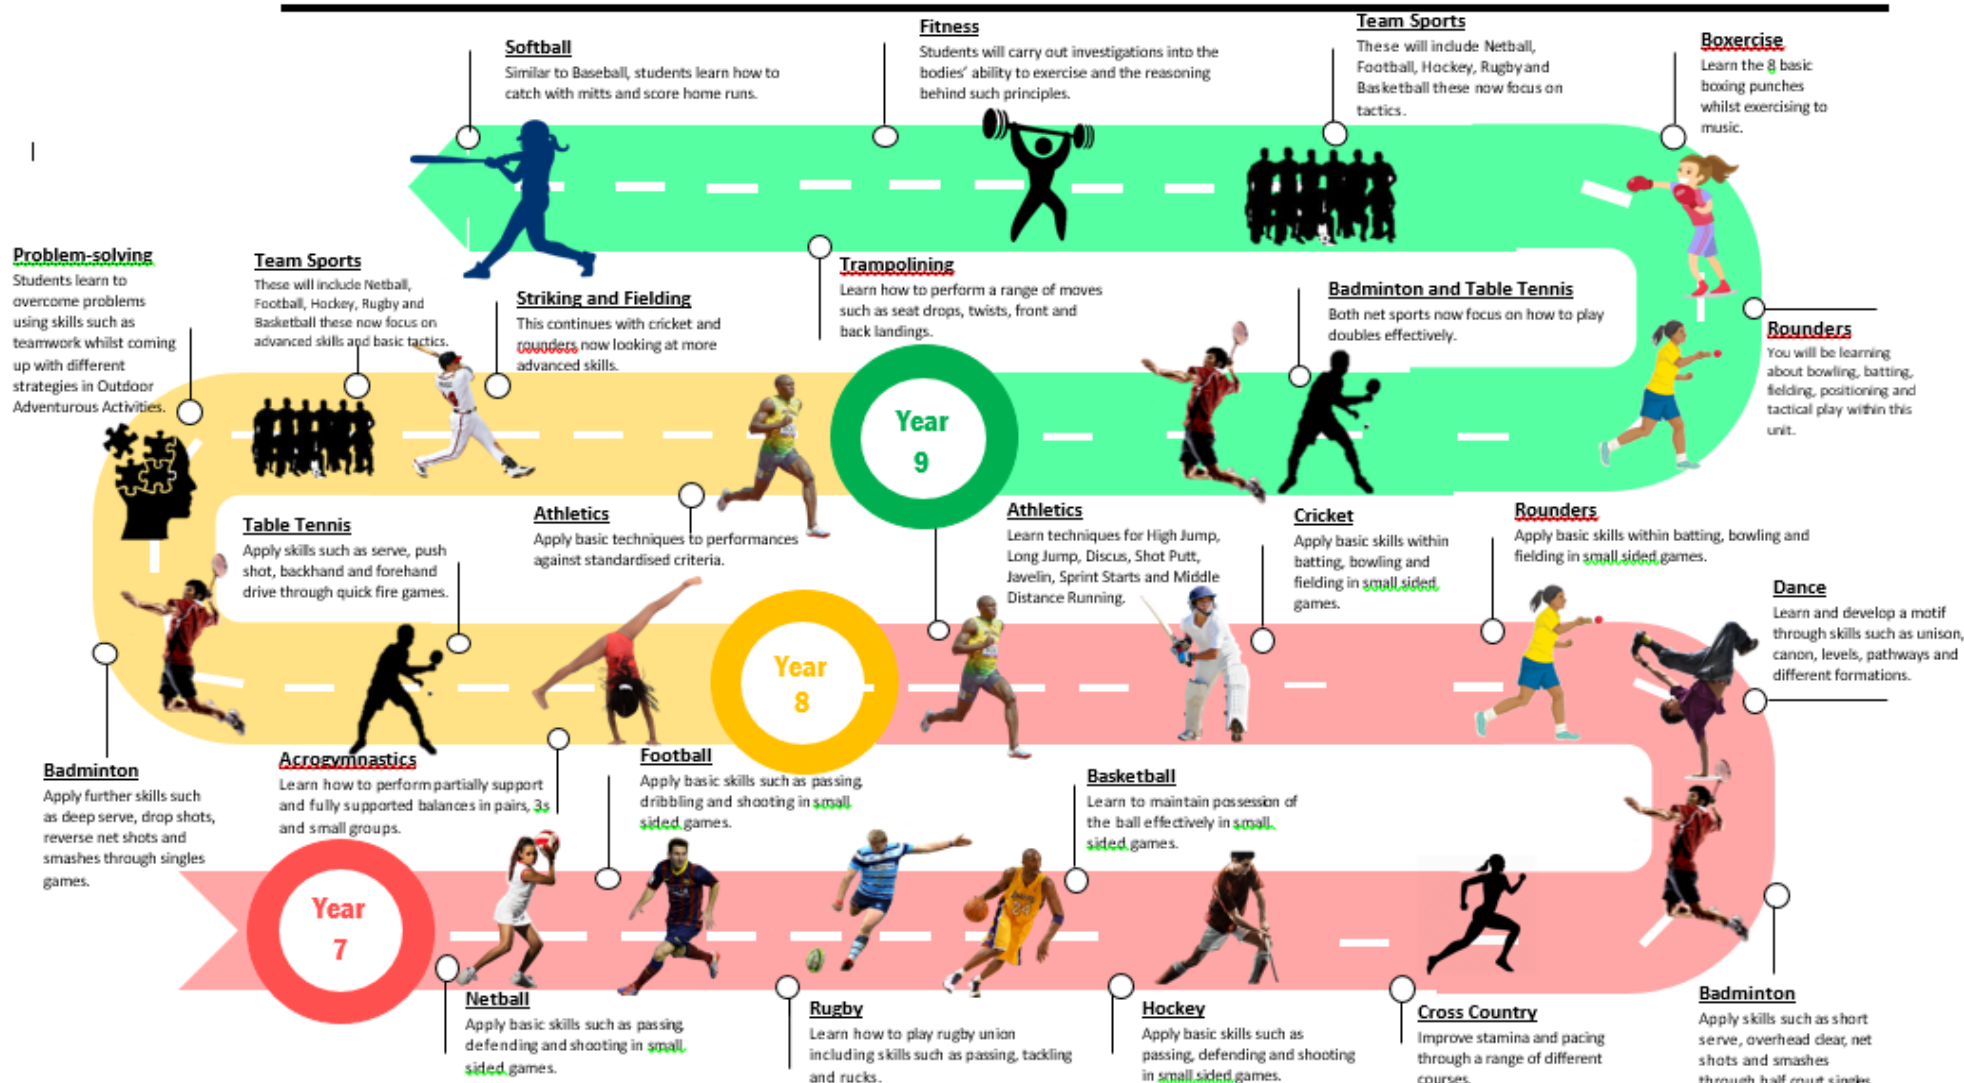 Softball
Similar to Baseball, students learn how to
catch with mitts and score home runs.
Fitness
Students will carry out investigations into the
bodies' ability to exercise and the reasoning
behind such principles.
Team Sports
These will include Netball,
Football, Hockey, Rugby and
Basketball these now focus on
tactics.
Boxercise
Learn the 8 basic
boxing punches
whilst exercising to
music.
Problem-solving
Students learn to
overcome problems
using skills such as
teamwork whilst coming
up with different
strategies in Outdoor
Adventurous Activities.
Team Sports
These will include Netball,
Football, Hockey, Rugby and
Basketball these now focus on
advanced skills and basic tactics.
Striking and Fielding
This continues with cricket and
rounders now looking at more
advanced skills.
Trampolining
Learn how to perform a range of moves
such as seat drops, twists, front and
back landings.
Badminton and Table Tennis
Both net sports now focus on how to play
doubles effectively.
Rounders
You will be learning
about bowling, batting,
fielding, positioning and
tactical play within this
unit.
Year
9
Table Tennis
Apply skills such as serve, push
shot, backhand and forehand
drive through quick fire games.
Athletics
Apply basic techniques to performances
against standardised criteria.
Athletics
Learn techniques for High Jump,
Long Jump, Discus, Shot Putt,
Javelin, Sprint Starts and Middle
Distance Running.
Cricket
Apply basic skills within
batting, bowling and
fielding in small sided
games.
Rounders
Apply basic skills within batting, bowling and
fielding in small sided games.
Dance
Learn and develop a motif
through skills such as unison,
canon, levels, pathways and
different formations.
Year
8
Badminton
Apply further skills such
as deep serve, drop shots,
reverse net shots and
smashes through singles
games.
Acrogymnastics
Learn how to perform partially support
and fully supported balances in pairs, 3s
and small groups.
Football
Apply basic skills such as passing,
dribbling and shooting in small
sided games.
Basketball
Learn to maintain possession of
the ball effectively in small
sided games.
24
Year
7
Netball
Apply basic skills such as passing,
defending and shooting in small
sided games.
Rugby
Learn how to play rugby union
including skills such as passing, tackling
and rucks.
Hockey
Apply basic skills such as
passing, defending and shooting
in small sided games.
Cross Country
Improve stamina and pacing
through a range of different
courses.
Badminton
Apply skills such as short
serve, overhead clear, net
shots and smashes
through half court singles